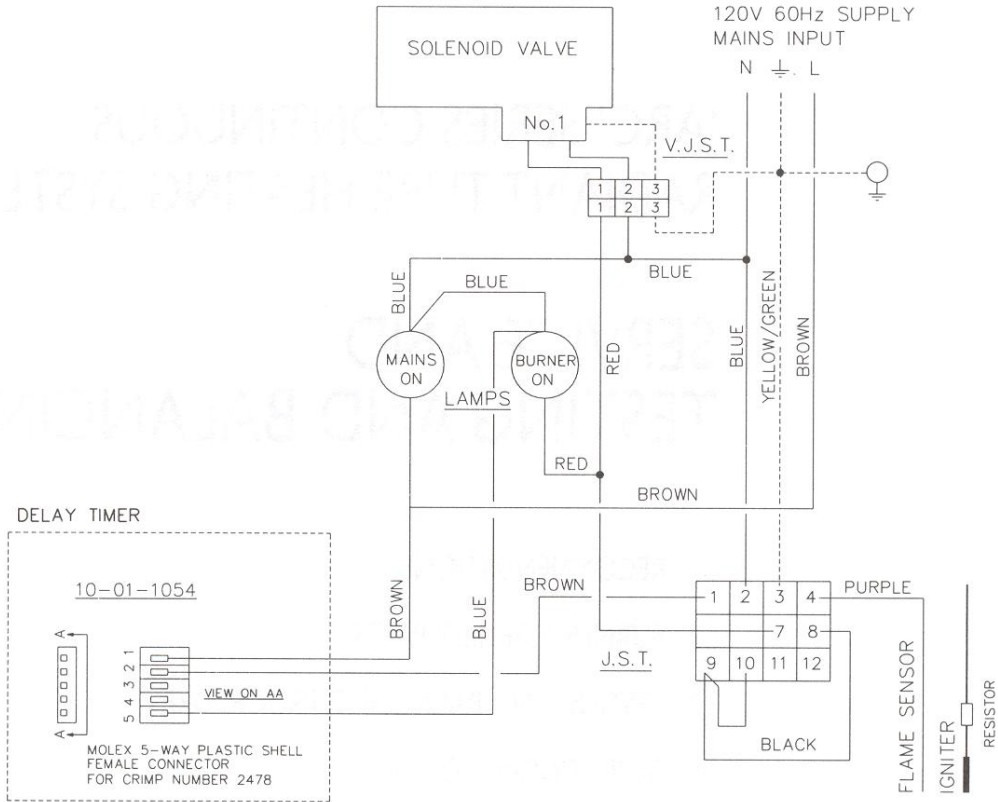 120V 60Hz SUPPLY
MAINS INPUT
N L
SOLENOID VALVE
No.1
V.J.S.T.
1 2 3
1 2 3
BLUE
BLUE
BLUE
MAINS
ON
BURNER
ON
LAMPS
RED
BLUE
YELLOW/GREEN
BROWN
RED
BROWN
DELAY TIMER
10-01-1054
A
A
1
2
3
4
5
VIEW ON AA
MOLEX 5-WAY PLASTIC SHELL
FEMALE CONNECTOR
FOR CRIMP NUMBER 2478
BROWN
BLUE
BROWN
J.S.T.
1 2 3 4
7 8
9 10 11 12
PURPLE
BLACK
FLAME SENSOR
IGNITER
RESISTOR